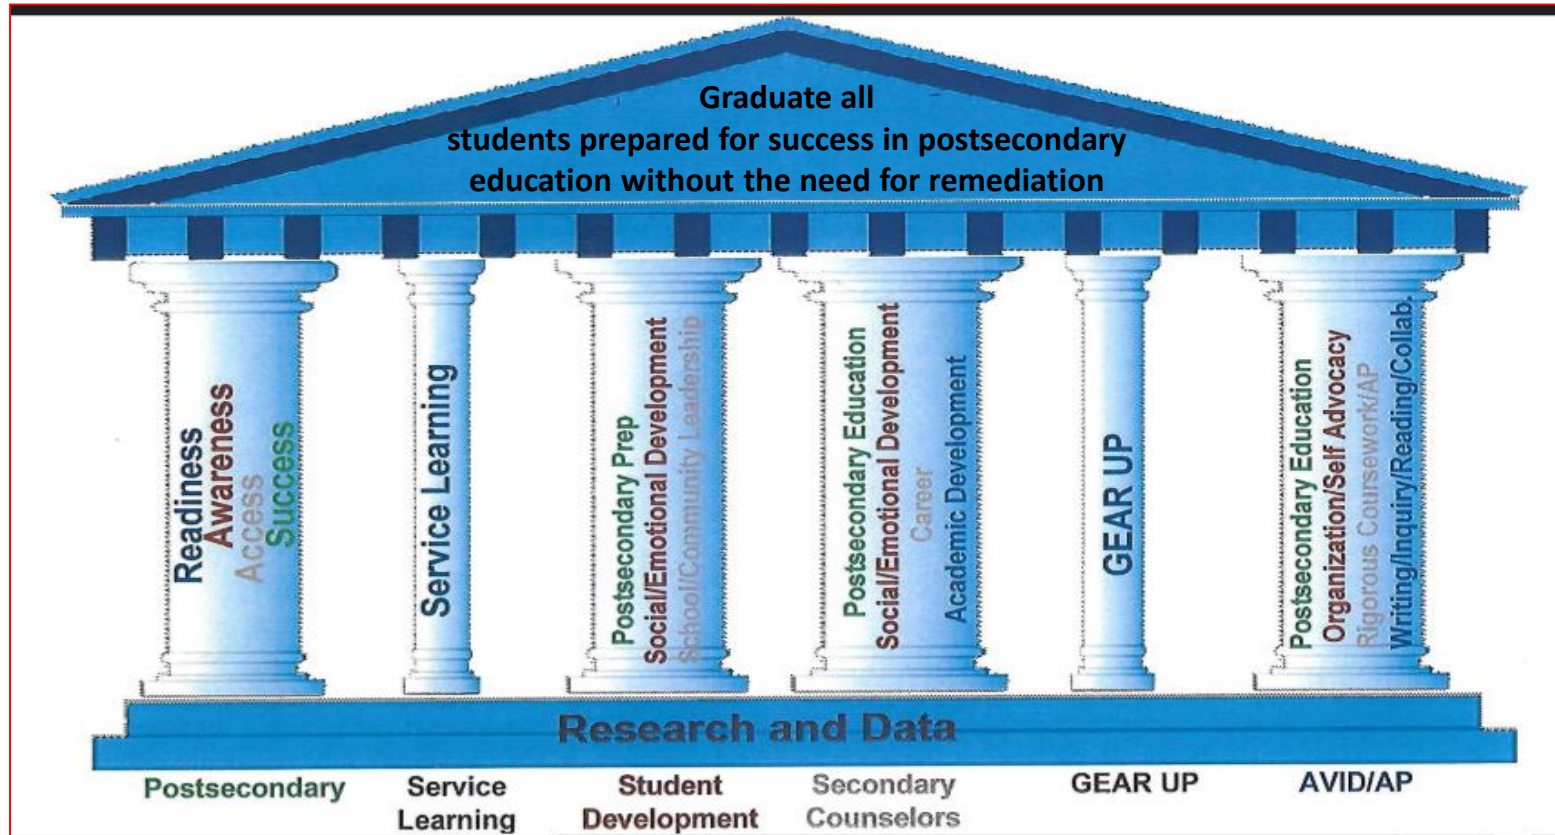 Graduate all
students prepared for success in postsecondary
education without the need for remediation
Readiness
Awareness
Access
Success
Service Learning
Postsecondary Prep
Social/Emotional Development
School/Community Leadership
Postsecondary Education
Social/Emotional Development
Career
Academic Development
GEAR UP
Postsecondary Education
Organization/Self Advocacy
Rigorous Coursework/AP
Writing/Inquiry/Reading/Collab.
Research and Data
Postsecondary
Service
Learning
Student
Development
Secondary
Counselors
GEAR UP
AVID/AP